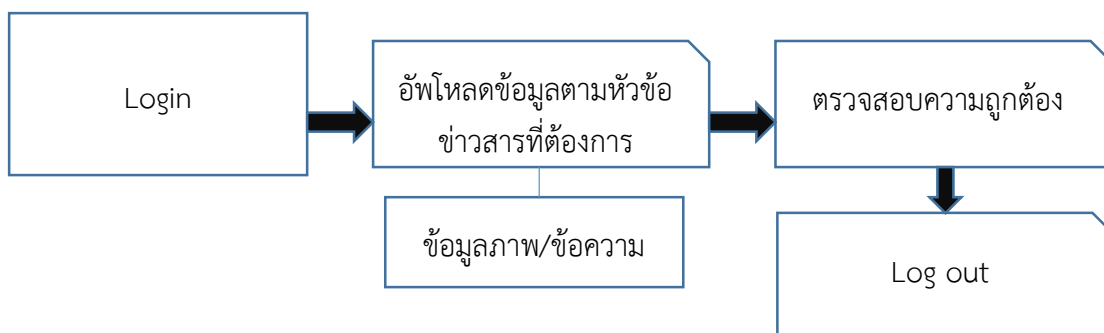 Login
อัพโหลดข้อมูลตามหัวข้อ
ข่าวสารที่ต้องการ
ตรวจสอบความถูกต้อง
ข้อมูลภาพ/ข้อความ
Log out